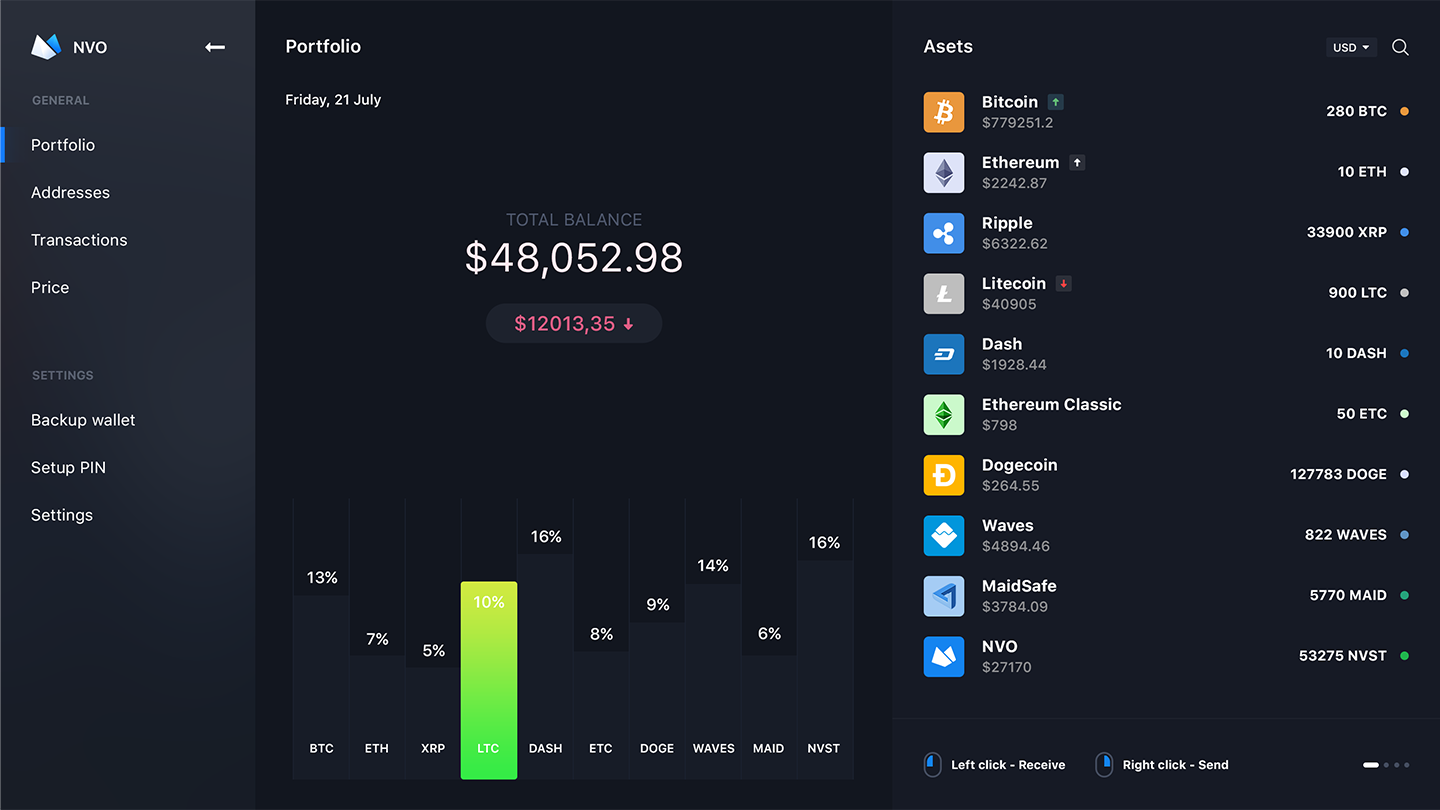 NVO
GENERAL
Portfolio
Addresses
Transactions
Price
SETTINGS
Backup wallet
Setup PIN
Settings
Portfolio
Friday, 21 July
TOTAL BALANCE
$48,052.98
$12013,35
13% 7% 5% 10% 16% 8% 9% 14% 6% 16%
BTC ETH XRP LTC DASH ETC DOGE WAVES MAID NVST
Asets USD
Bitcoin 280 BTC
$779251.2
Ethereum 10 ETH
$2242.87
Ripple 33900 XRP
$6322.62
Litecoin 900 LTC
$40905
Dash 10 DASH
$1928.44
Ethereum Classic 50 ETC
$798
Dogecoin 127783 DOGE
$264.55
Waves 822 WAVES
$4894.46
MaidSafe 5770 MAID
$3784.09
NVO 53275 NVST
$27170
Left click - Receive Right click - Send